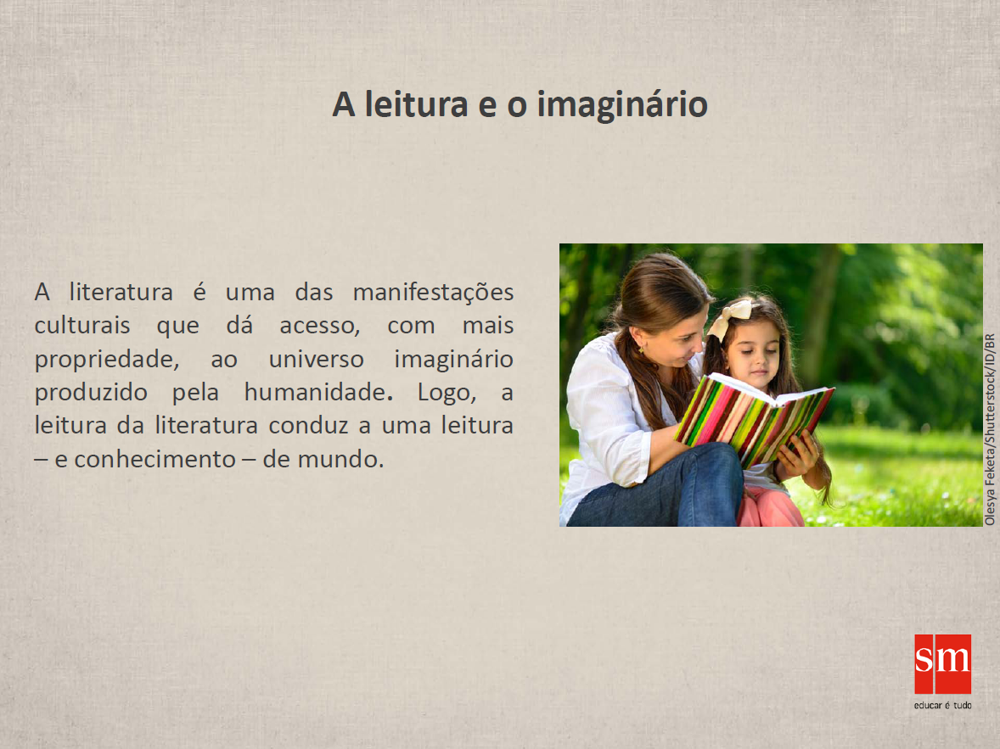 A leitura e o imaginário
A literatura é uma das manifestações
culturais que dá acesso, com mais
propriedade, ao universo imaginário
produzido pela humanidade. Logo, a
leitura da literatura conduz a uma leitura
– e conhecimento – de mundo.
Olesya Feketa/Shutterstock/ID/BR
sm
educar é tudo